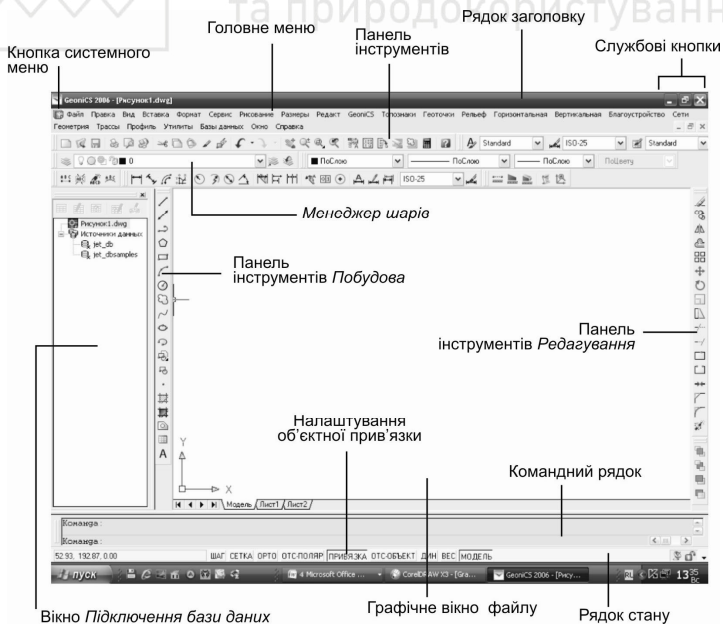 та природокористуванн
Рядок заголовку
Головне меню
Панель
інструментів
Службові кнопки
Кнопка системного
меню
GeoniCS 2006 - [Рисунок1.dwg]
Файл Правка Вид Вставка Формат Сервис Рисование Размеры Редакт GeoniCS Топознаки Геоточки Рельеф Горизонтальная Вертикальная Благоустройство Сети
Геометрия Трассы Профиль Утилиты Базы данных Окно Справка
Standard ISO-25 Standard
0 ПоСлою ПоСлою ПоСлою ПоЦвету
ISO-25
Менеджер шарів
Рисунок1.dwg
Источники данных
jet_db
jet_dbsamples
Панель
інструментів Побудова
Панель
інструментів Редагування
Налаштування
об'єктної прив'язки
Командний рядок
Y
X
A
Модель Лист1 Лист2
Команда:
Команда:
52.93, 192.87, 0.00 ШАГ СЕТКА ОРТО ОТС-ПОЛЯР ПРИВЯЗКА ОТС-ОБЪЕКТ ДИН ВЕС МОДЕЛЬ
пуск 4 Microsoft Office ... CorelDRAW X3 - [Gra... GeoniCS 2006 - [Рису... RL 13 35
Вс
Вікно Підключення бази даних
Графічне вікно файлу
Рядок стану